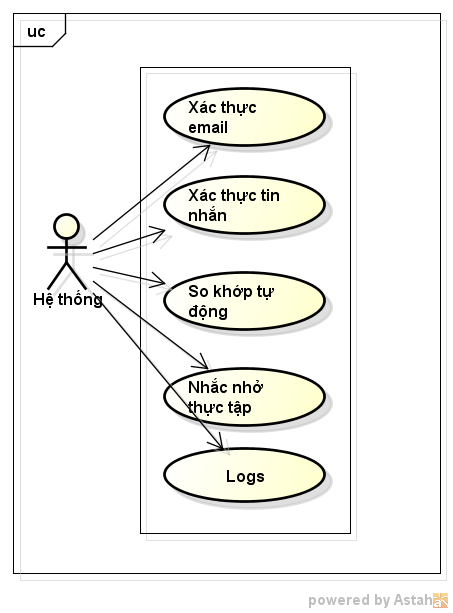 uc
Xác thực
email
Xác thực tin
nhắn
Hệ thống
So khớp tự
động
Nhắc nhở
thực tập
Logs
powered by Astah